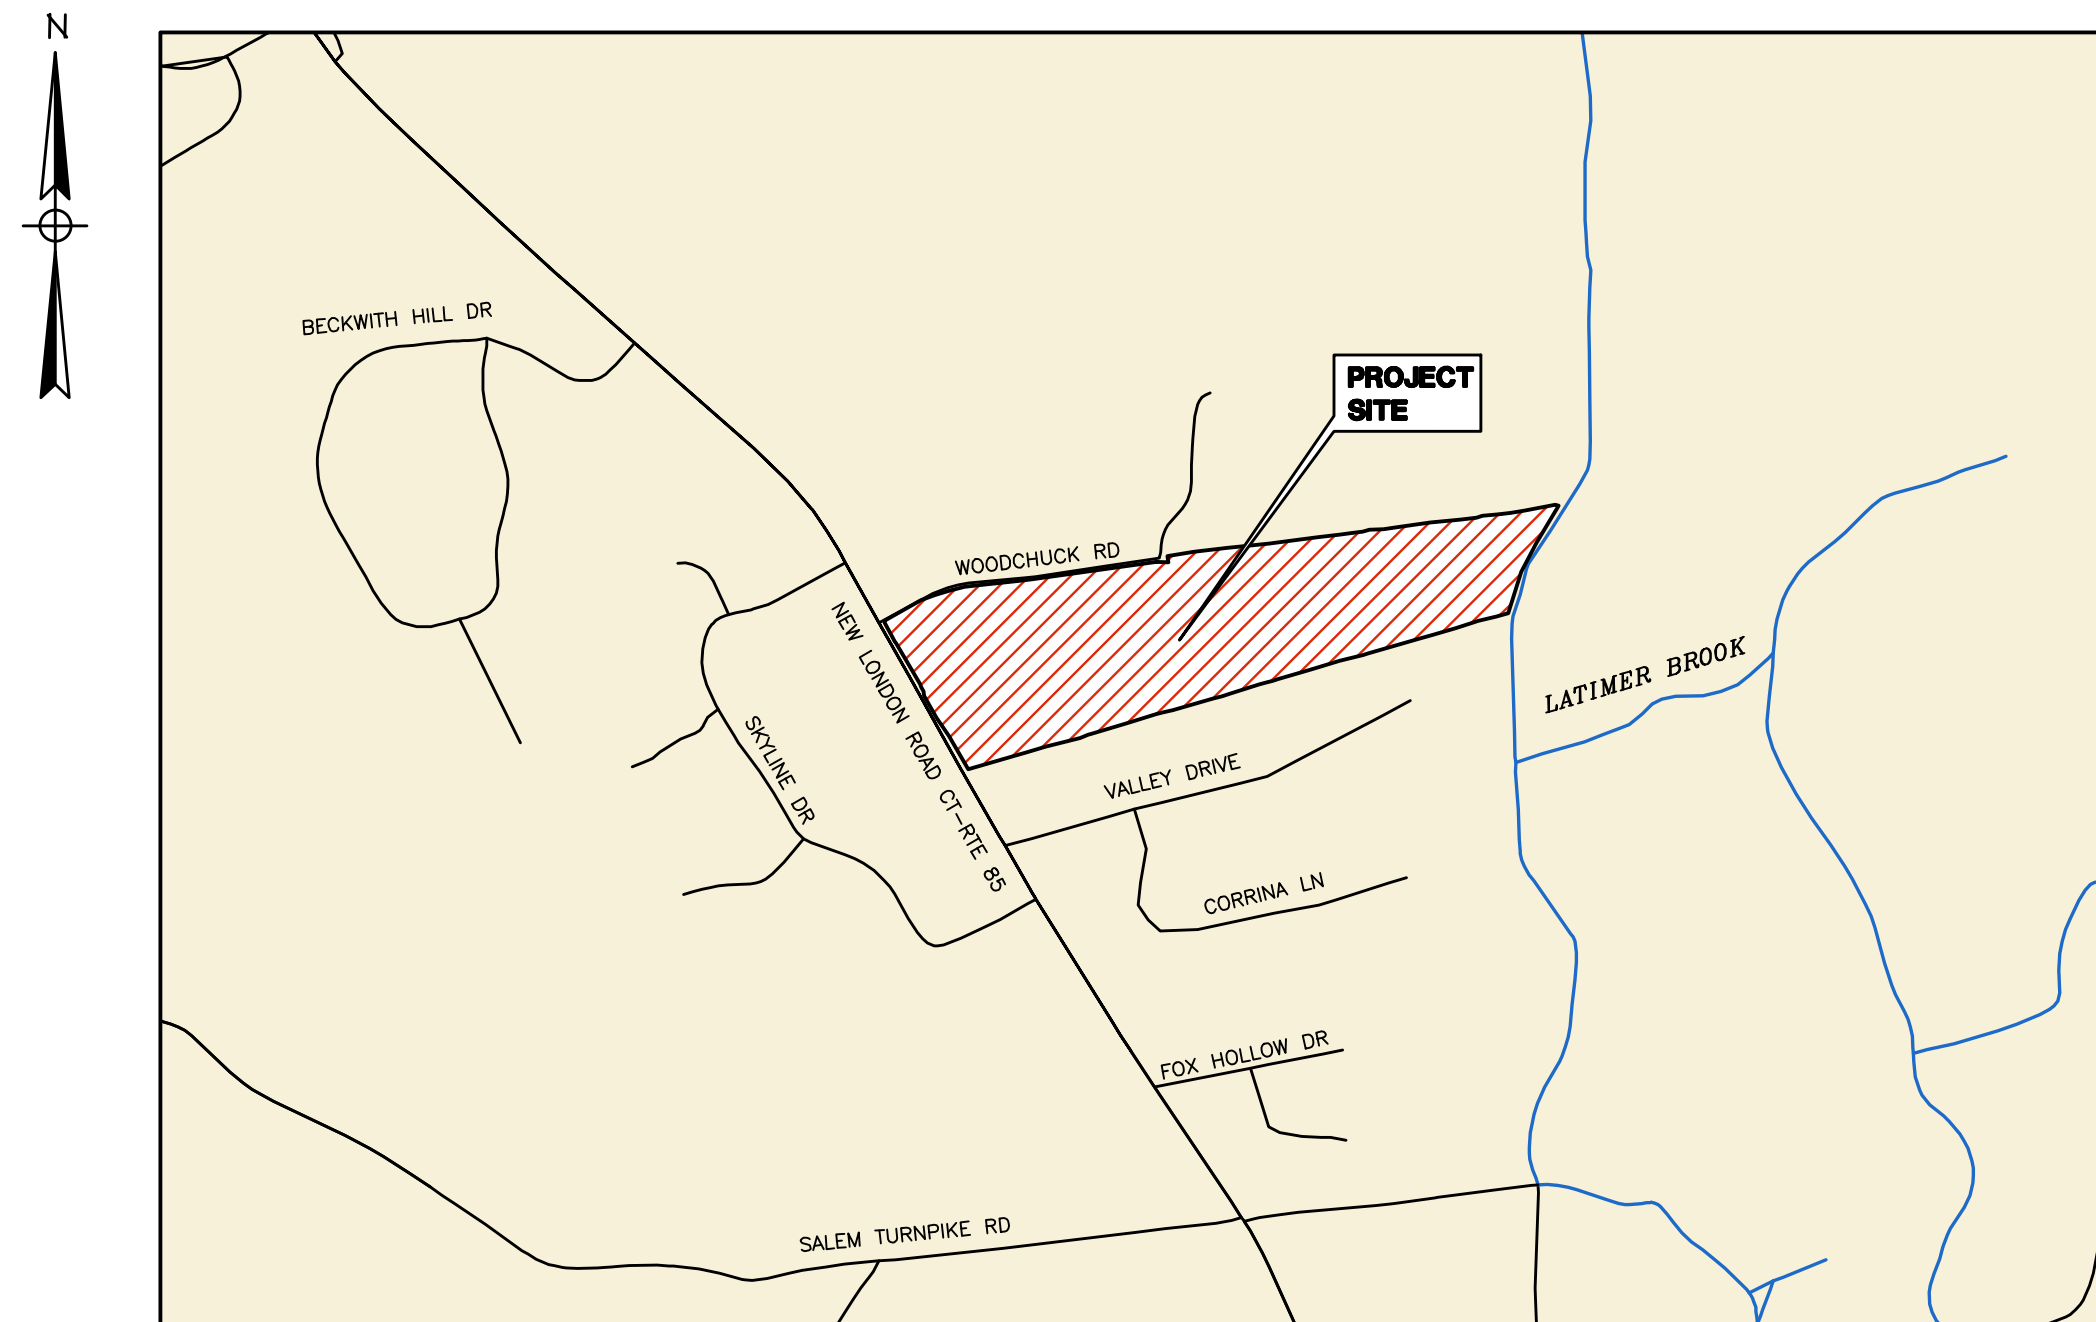 N
BECKWITH HILL DR
PROJECT
SITE
WOODCHUCK RD
NEW LONDON ROAD CT-RTE 85
LATIMER BROOK
SKYLINE DR
VALLEY DRIVE
CORRINA LN
FOX HOLLOW DR
SALEM TURNPIKE RD